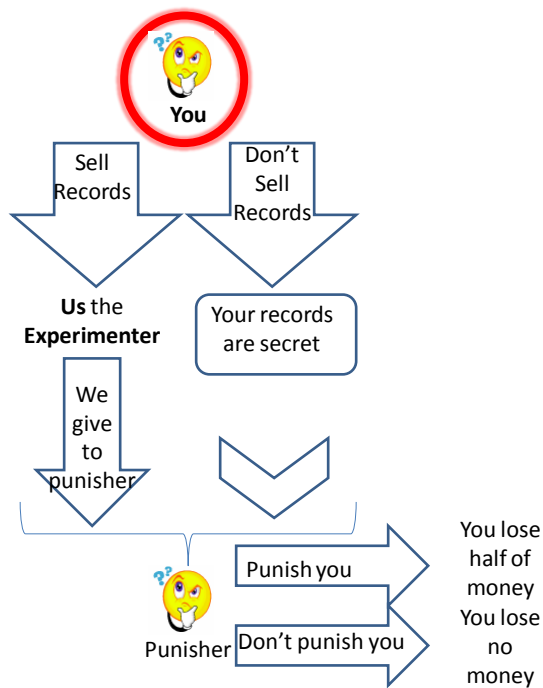 ??
You
Sell
Records
Don't
Sell
Records
Us the
Experimenter
Your records
are secret
We
give
to
punisher
??
Punisher
Punish you
You lose
half of
money
Don't punish you
You lose
no
money